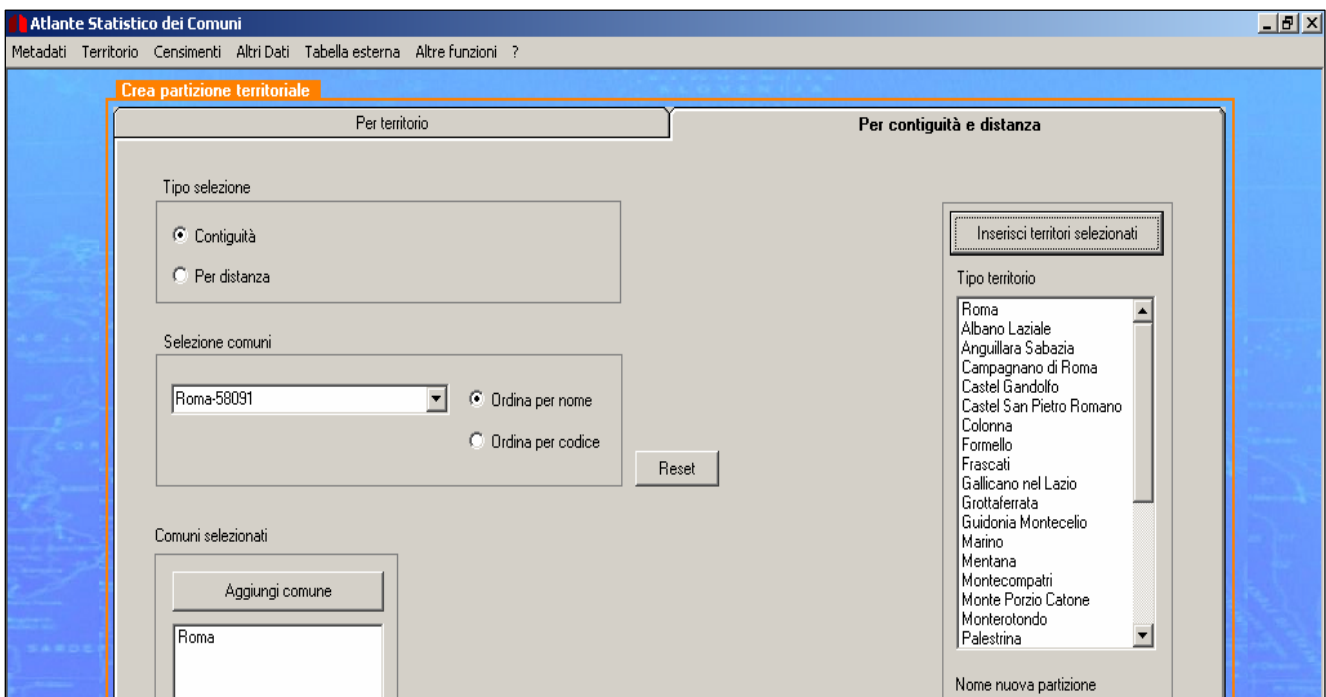 Atlante Statistico dei Comuni
Metadati Territorio Censimenti Altri Dati Tabella esterna Altre funzioni ?
Crea partizione territoriale
Per territorio
Per contiguità e distanza
Tipo selezione
Contiguità
Per distanza
Selezione comuni
Roma-58091
Ordina per nome
Ordina per codice
Reset
Comuni selezionati
Aggiungi comune
Roma
Inserisci territori selezionati
Tipo territorio
Roma
Albano Laziale
Anguillara Sabazia
Campagnano di Roma
Castel Gandolfo
Castel San Pietro Romano
Colonna
Formello
Frascati
Gallicano nel Lazio
Grottaferrata
Guidonia Montecelio
Marino
Mentana
Montecompatri
Monte Porzio Catone
Monterotondo
Palestrina
Nome nuova partizione